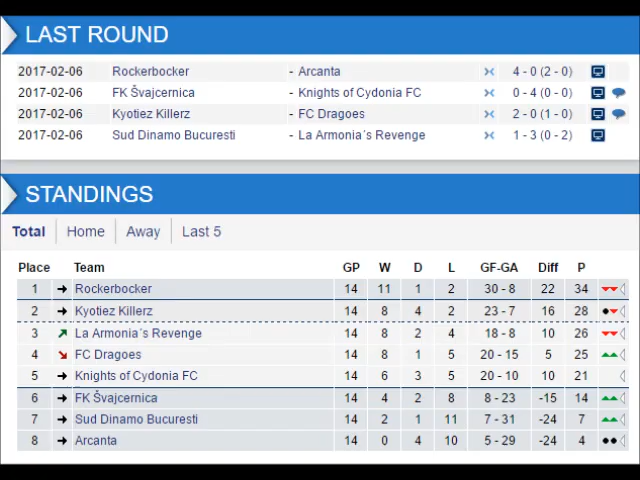 LAST ROUND
2017-02-06 Rockerbocker - Arcanta 4 - 0 (2 - 0)
2017-02-06 FK Švajcernica - Knights of Cydonia FC 0 - 4 (0 - 0)
2017-02-06 Kyotiez Killerz - FC Dragoes 2 - 0 (1 - 0)
2017-02-06 Sud Dinamo Bucuresti - La Armonia´s Revenge 1 - 3 (0 - 2)
STANDINGS
Total Home Away Last 5
Place Team GP W D L GF-GA Diff P
1 Rockerbocker 14 11 1 2 30 - 8 22 34
2 Kyotiez Killerz 14 8 4 2 23 - 7 16 28
3 La Armonia´s Revenge 14 8 2 4 18 - 8 10 26
4 FC Dragoes 14 8 1 5 20 - 15 5 25
5 Knights of Cydonia FC 14 6 3 5 20 - 10 10 21
6 FK Švajcernica 14 4 2 8 8 - 23 -15 14
7 Sud Dinamo Bucuresti 14 2 1 11 7 - 31 -24 7
8 Arcanta 14 0 4 10 5 - 29 -24 4